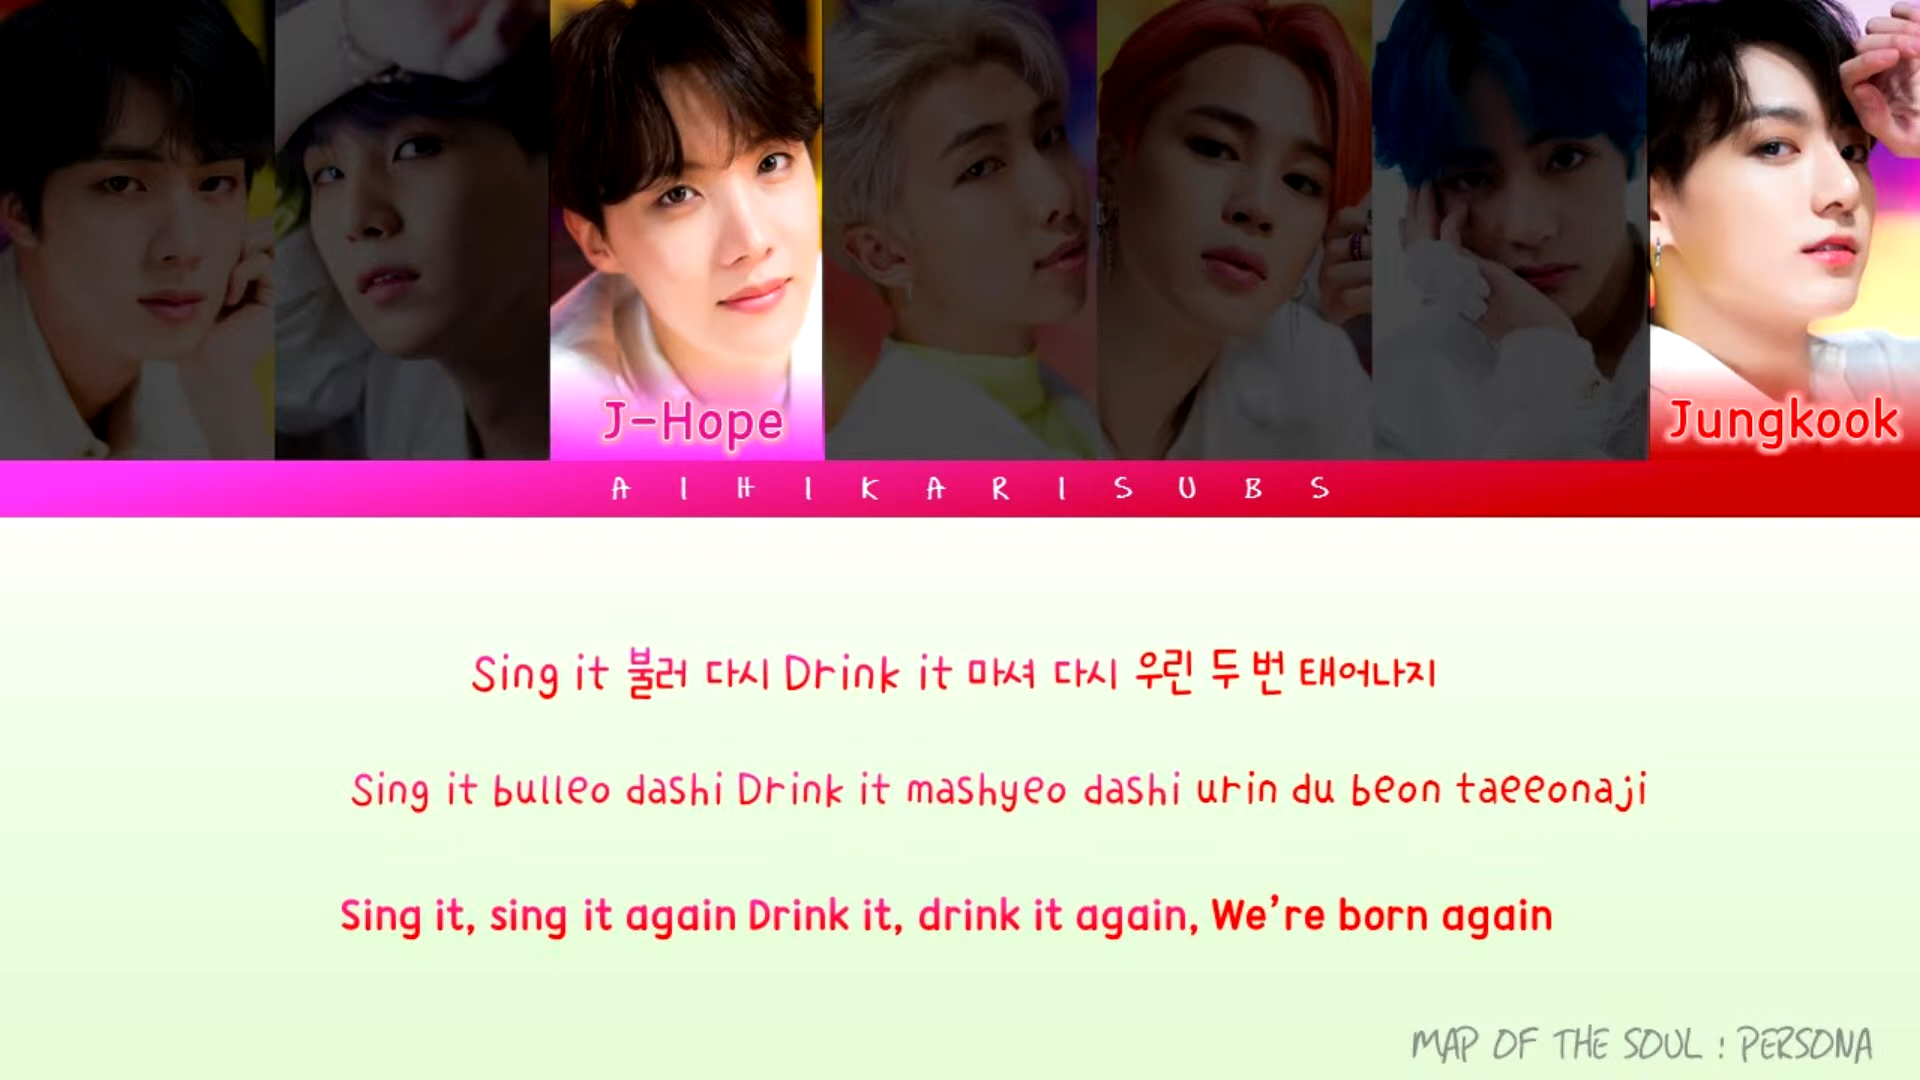 J-Hope
Jungkook
AIHIKARISUBS
Sing it 불러 다시 Drink it 마셔 다시 우린 두 번 태어나지
Sing it bulleo dashi Drink it mashyeo dashi urin du beon taeeonaji
Sing it, sing it again Drink it, drink it again, We're born again
MAP OF THE SOUL : PERSONA